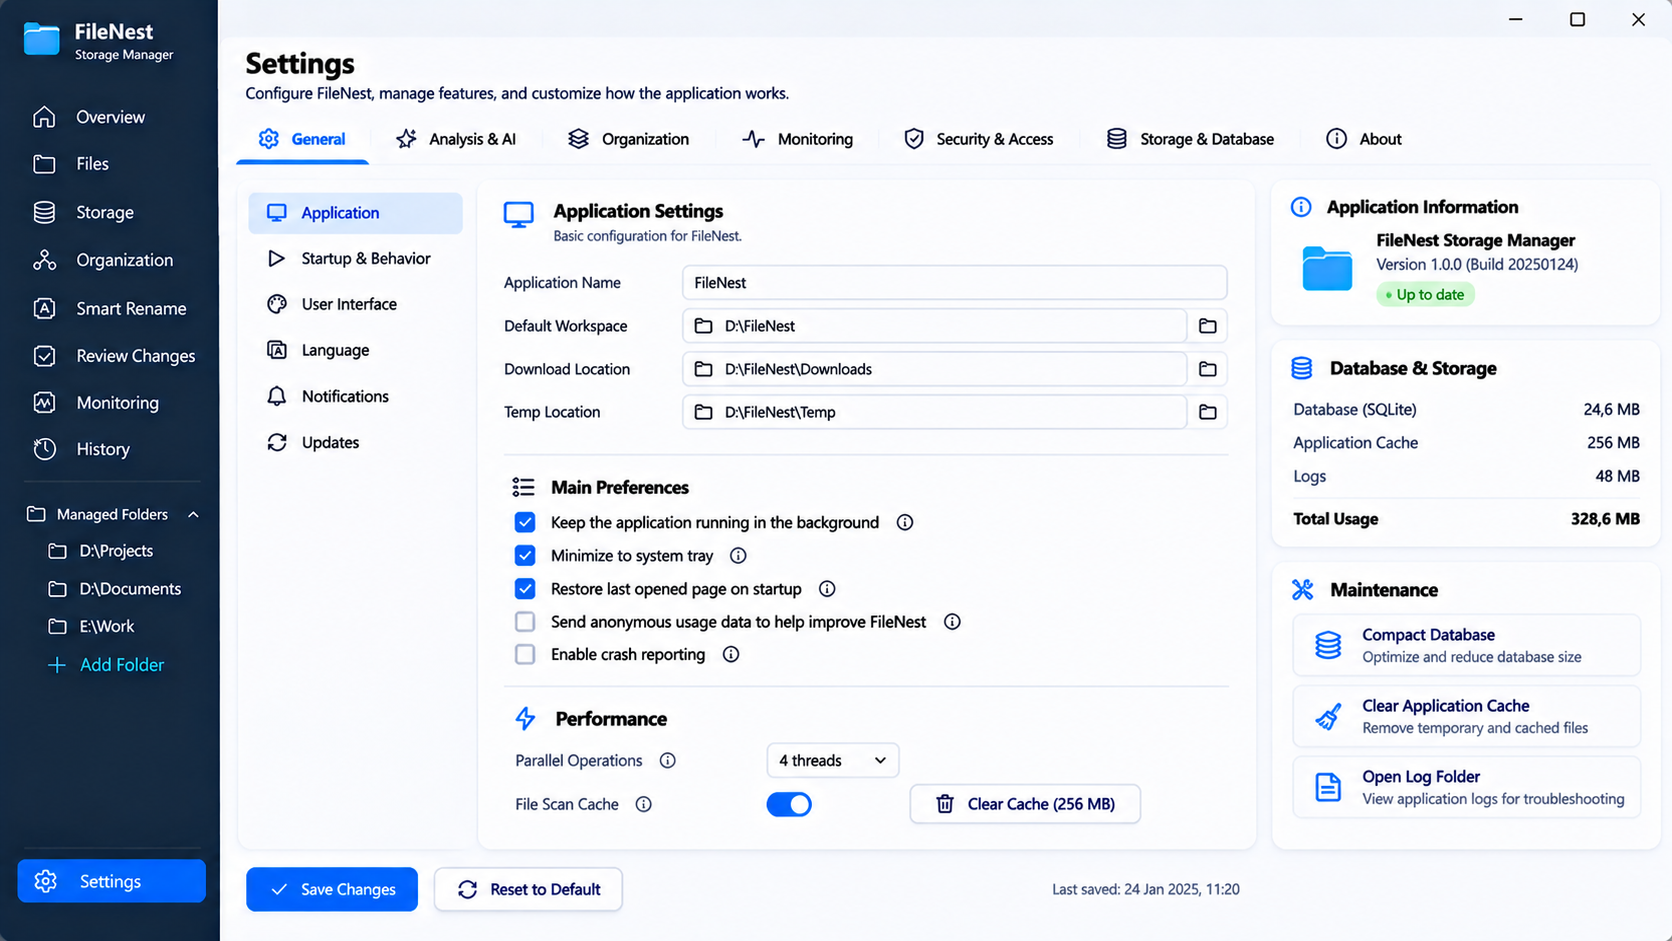 FileNest
Storage Manager
Overview
Files
Storage
Organization
Smart Rename
Review Changes
Monitoring
History
Managed Folders
D:\Projects
D:\Documents
E:\Work
Add Folder
Settings
Settings
Configure FileNest, manage features, and customize how the application works.
General
Analysis & AI
Organization
Monitoring
Security & Access
Storage & Database
About
Application
Startup & Behavior
User Interface
Language
Notifications
Updates
Application Settings
Basic configuration for FileNest.
Application Name
FileNest
Default Workspace
D:\FileNest
Download Location
D:\FileNest\Downloads
Temp Location
D:\FileNest\Temp
Main Preferences
Keep the application running in the background
Minimize to system tray
Restore last opened page on startup
Send anonymous usage data to help improve FileNest
Enable crash reporting
Performance
Parallel Operations
4 threads
File Scan Cache
Clear Cache (256 MB)
Save Changes
Reset to Default
Last saved: 24 Jan 2025, 11:20
Application Information
FileNest Storage Manager
Version 1.0.0 (Build 20250124)
Up to date
Database & Storage
Database (SQLite) 24,6 MB
Application Cache 256 MB
Logs 48 MB
Total Usage 328,6 MB
Maintenance
Compact Database
Optimize and reduce database size
Clear Application Cache
Remove temporary and cached files
Open Log Folder
View application logs for troubleshooting